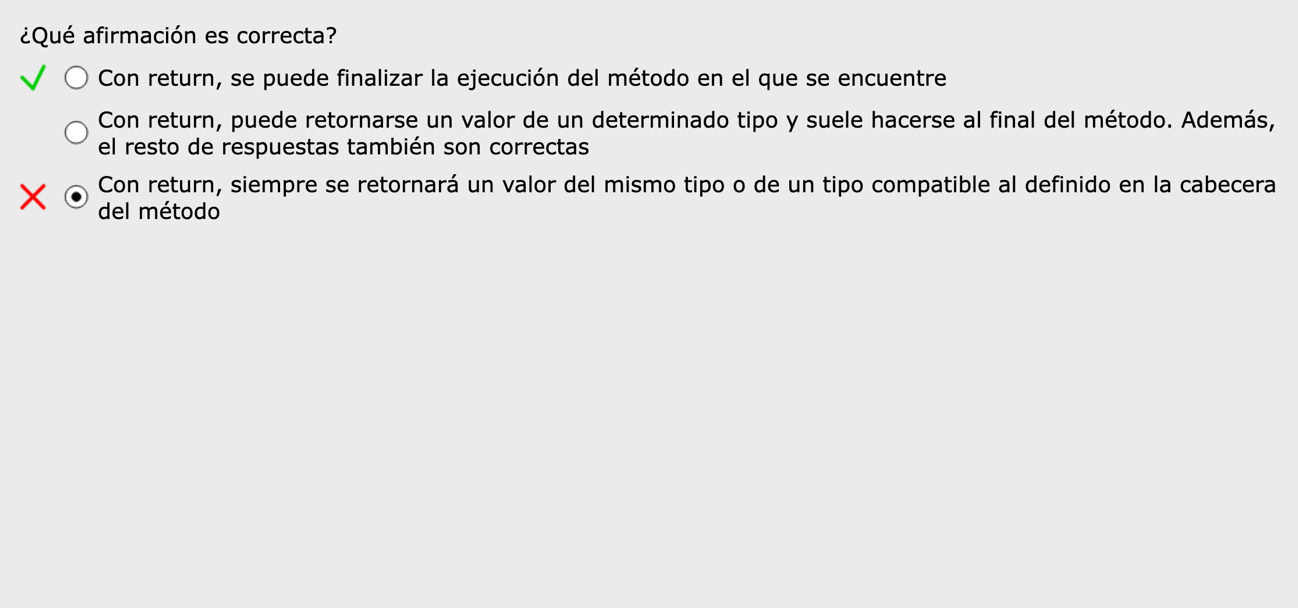 ¿Qué afirmación es correcta?
Con return, se puede finalizar la ejecución del método en el que se encuentre
Con return, puede retornarse un valor de un determinado tipo y suele hacerse al final del método. Además,
el resto de respuestas también son correctas
Con return, siempre se retornará un valor del mismo tipo o de un tipo compatible al definido en la cabecera
del método